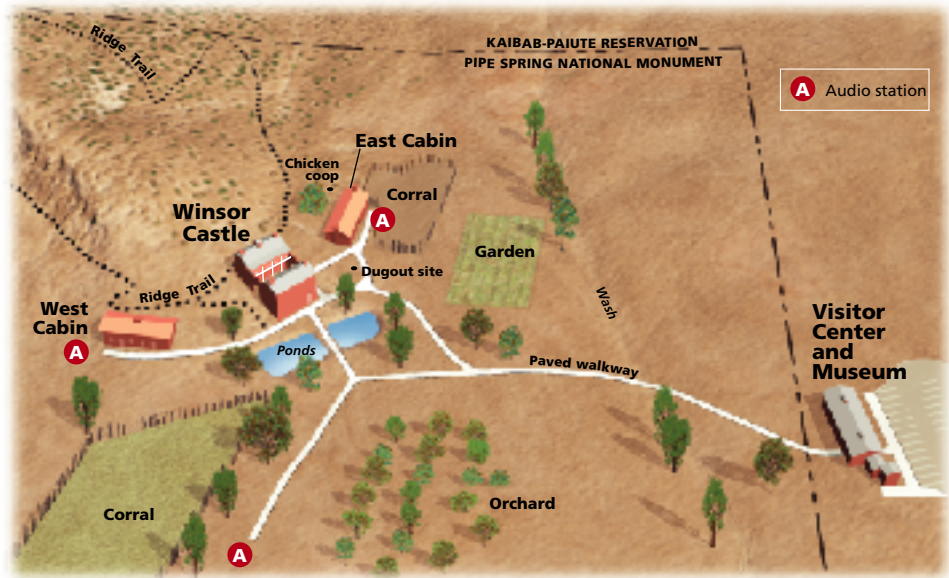 Ridge Trail
KAIBAB-PAIUTE RESERVATION
PIPE SPRING NATIONAL MONUMENT
A Audio station
East Cabin
Chicken
coop
Corral
A
Winsor
Castle
Garden
Dugout site
Ridge Trail
Wash
West
Cabin
A
Ponds
Visitor
Center
and
Museum
Paved walkway
Orchard
Corral
A